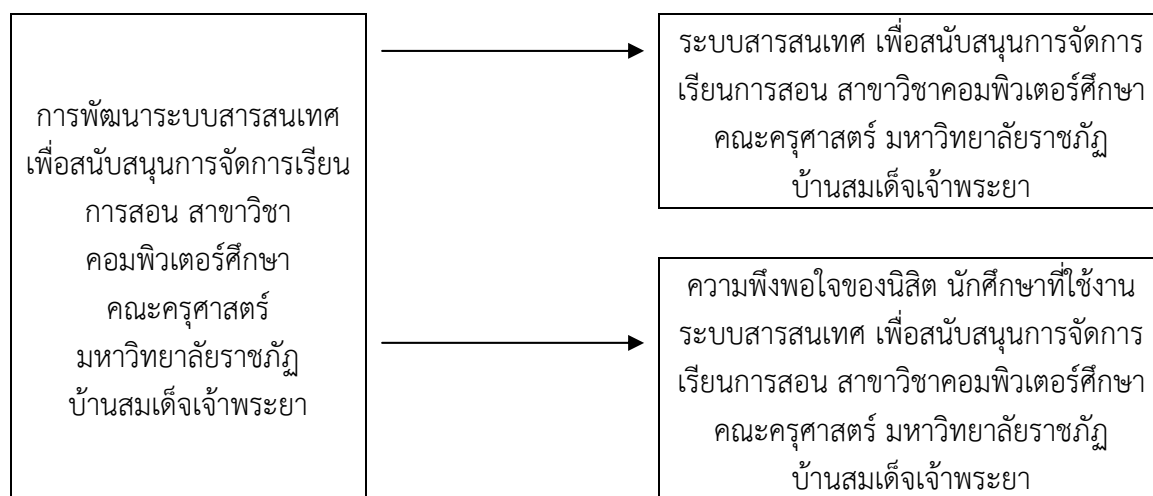 การพัฒนาระบบสารสนเทศ
เพื่อสนับสนุนการจัดการเรียน
การสอน สาขาวิชา
คอมพิวเตอร์ศึกษา
คณะครุศาสตร์
มหาวิทยาลัยราชภัฏ
บ้านสมเด็จเจ้าพระยา
ระบบสารสนเทศ เพื่อสนับสนุนการจัดการ
เรียนการสอน สาขาวิชาคอมพิวเตอร์ศึกษา
คณะครุศาสตร์ มหาวิทยาลัยราชภัฏ
บ้านสมเด็จเจ้าพระยา
ความพึงพอใจของนิสิต นักศึกษาที่ใช้งาน
ระบบสารสนเทศ เพื่อสนับสนุนการจัดการ
เรียนการสอน สาขาวิชาคอมพิวเตอร์ศึกษา
คณะครุศาสตร์ มหาวิทยาลัยราชภัฏ
บ้านสมเด็จเจ้าพระยา